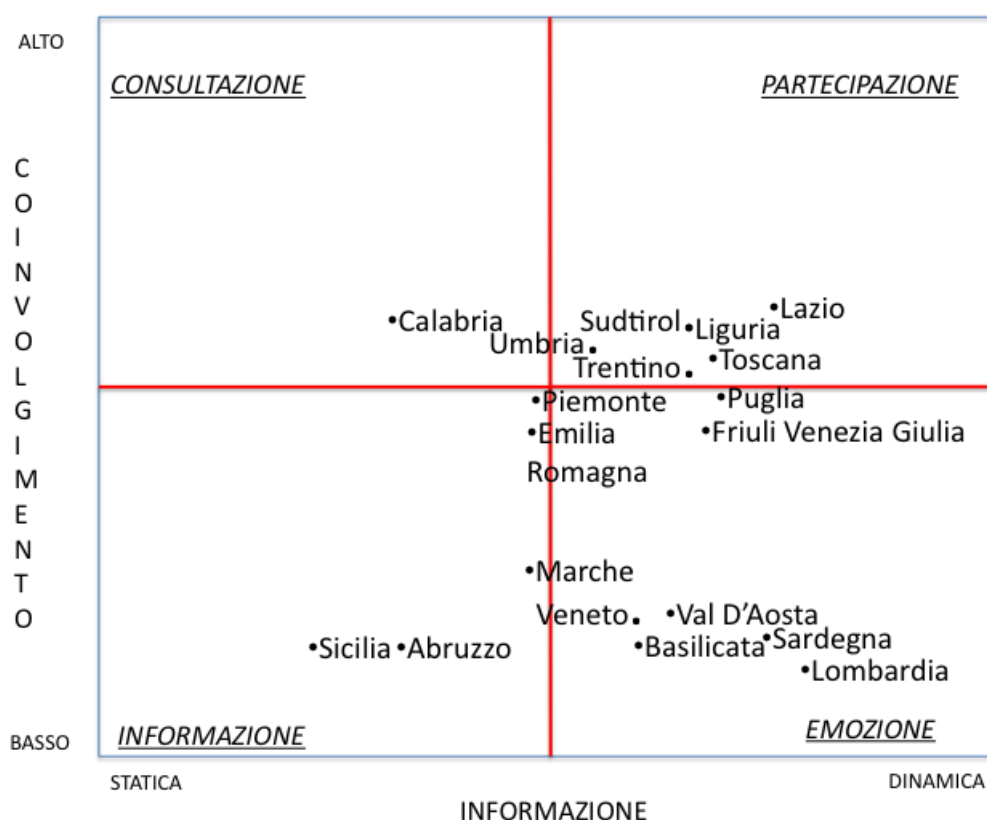 ALTO
CONSULTAZIONE
PARTECIPAZIONE
COINVOLGIMENTO
•Lazio
•Calabria
Sudtirol
•Liguria
Umbria•
•Toscana
Trentino•
•Piemonte
•Puglia
•Emilia
Romagna
•Friuli Venezia Giulia
•Marche
Veneto•
•Val D'Aosta
•Sicilia
•Abruzzo
•Basilicata
•Sardegna
•Lombardia
INFORMAZIONE
EMOZIONE
BASSO
STATICA
DINAMICA
INFORMAZIONE